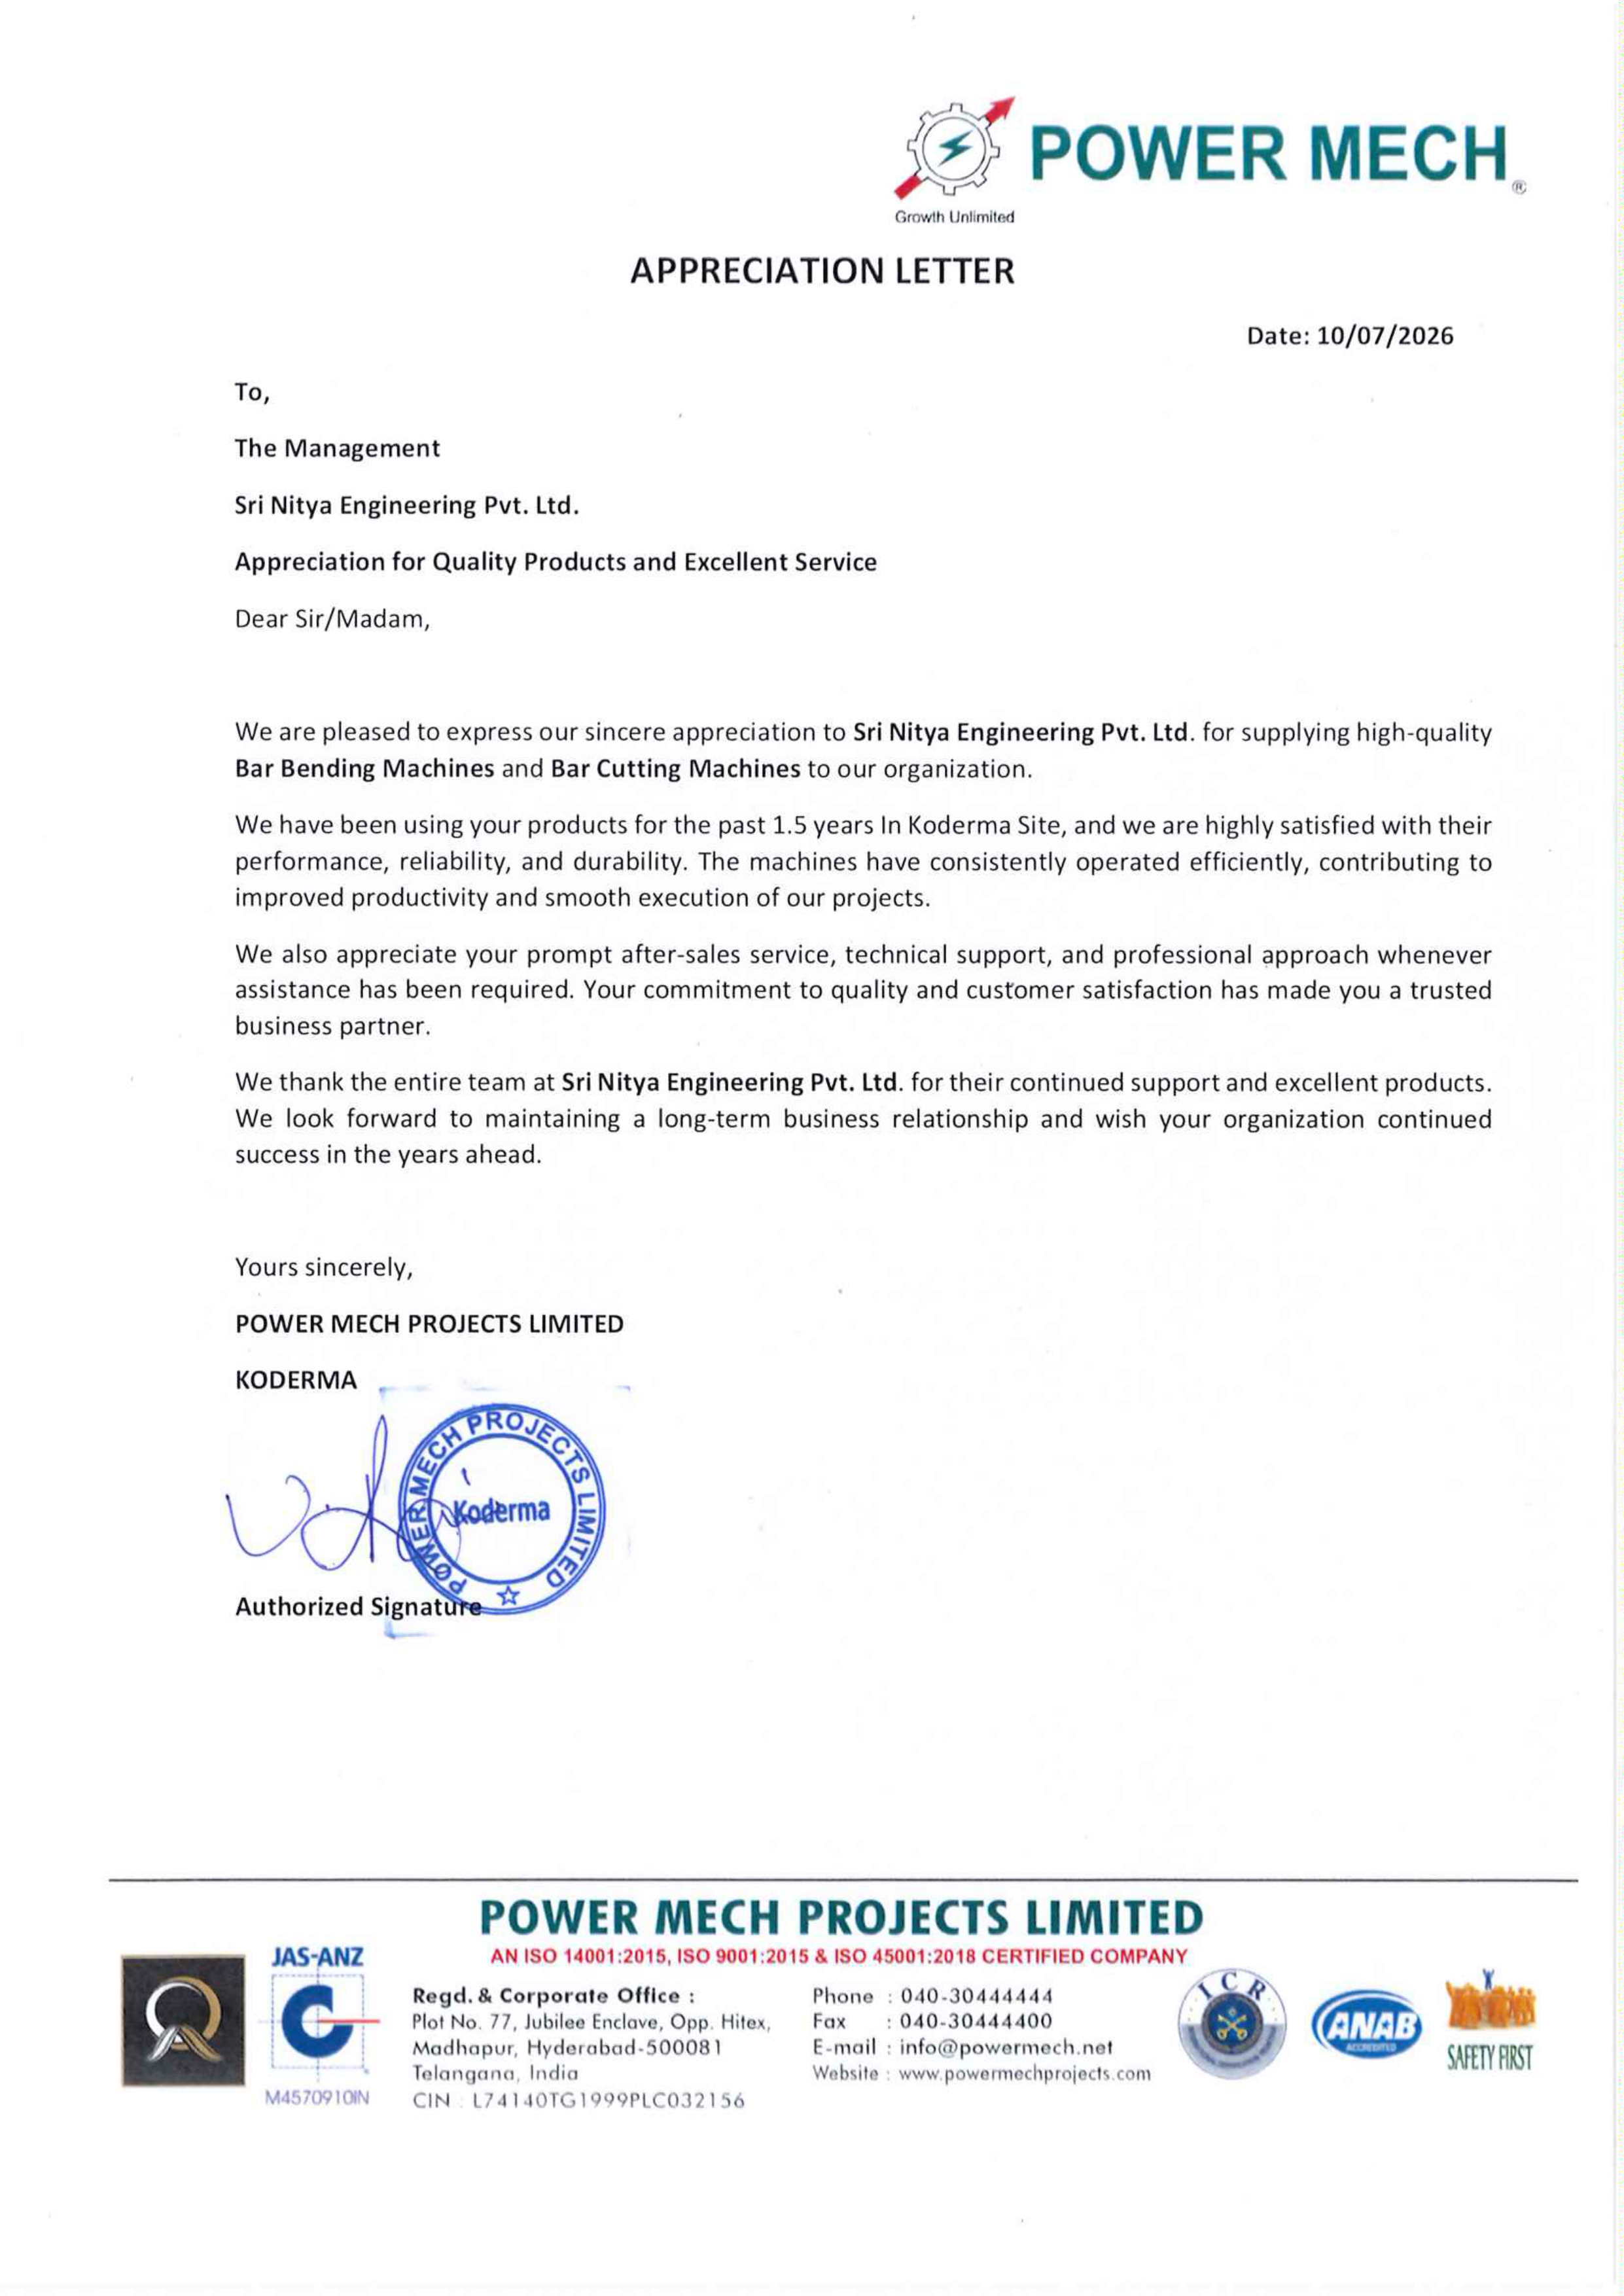 POWER MECH
®
Growth Unlimited
APPRECIATION LETTER
Date: 10/07/2026
To,
The Management
Sri Nitya Engineering Pvt. Ltd.
Appreciation for Quality Products and Excellent Service
Dear Sir/Madam,
We are pleased to express our sincere appreciation to Sri Nitya Engineering Pvt. Ltd. for supplying high-quality
Bar Bending Machines and Bar Cutting Machines to our organization.
We have been using your products for the past 1.5 years In Koderma Site, and we are highly satisfied with their
performance, reliability, and durability. The machines have consistently operated efficiently, contributing to
improved productivity and smooth execution of our projects.
We also appreciate your prompt after-sales service, technical support, and professional approach whenever
assistance has been required. Your commitment to quality and customer satisfaction has made you a trusted
business partner.
We thank the entire team at Sri Nitya Engineering Pvt. Ltd. for their continued support and excellent products.
We look forward to maintaining a long-term business relationship and wish your organization continued
success in the years ahead.
Yours sincerely,
POWER MECH PROJECTS LIMITED
KODERMA
POWER MECH PROJECTS LIMITED
Koderma
Authorized Signature
POWER MECH PROJECTS LIMITED
AN ISO 14001:2015, ISO 9001:2015 & ISO 45001:2018 CERTIFIED COMPANY
JAS-ANZ
M4570910IN
Regd. & Corporate Office :
Plot No. 77, Jubilee Enclave, Opp. Hitex,
Madhapur, Hyderabad-500081
Telangana, India
CIN : L74140TG1999PLC032156
Phone : 040-30444444
Fax : 040-30444400
E-mail : info@powermech.net
Website : www.powermechprojects.com
ICR
ANAB
ACCREDITED
SAFETY FIRST